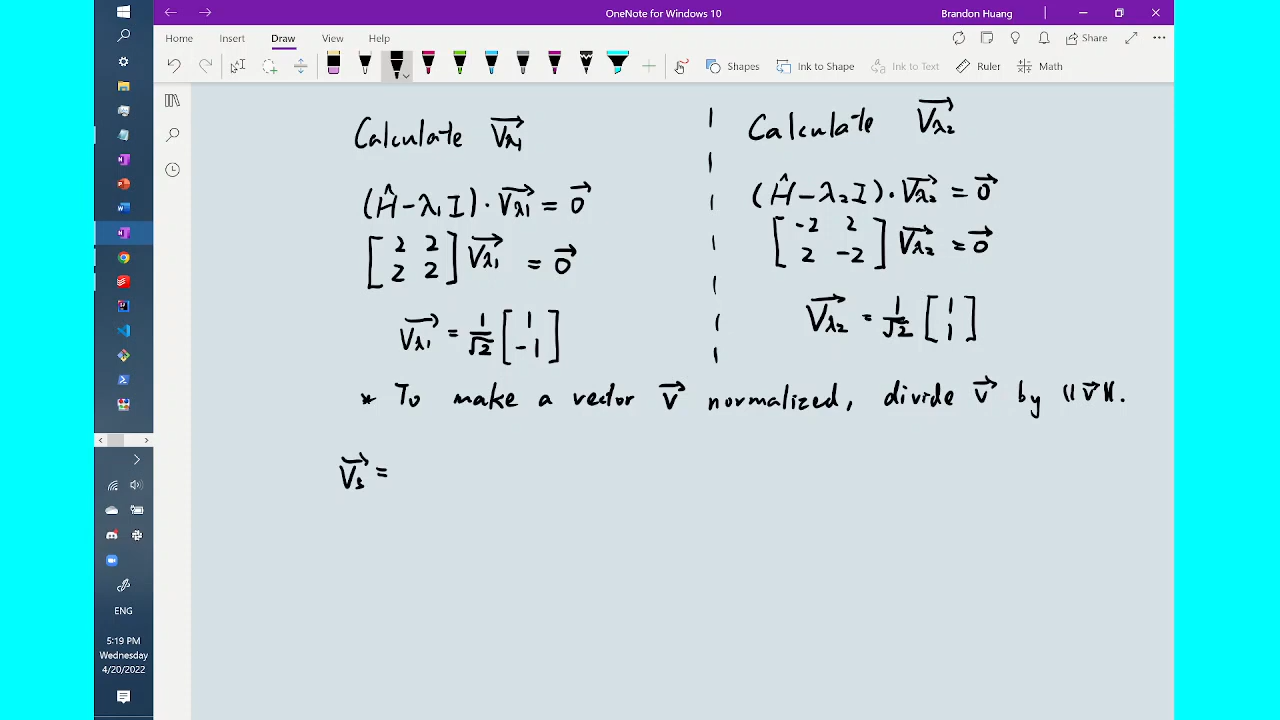 OneNote for Windows 10
Brandon Huang
Home Insert Draw View Help
Share
Shapes Ink to Shape Ink to Text Ruler Math
Calculate V⃗λ1
(Ĥ-λ1I)·V⃗λ1 = 0⃗
[2 2
2 2] V⃗λ1 = 0⃗
V⃗λ1 = 1/√2 [1
-1]
Calculate V⃗λ2
(Ĥ-λ2I)·V⃗λ2 = 0⃗
[-2 2
2 -2] V⃗λ2 = 0⃗
V⃗λ2 = 1/√2 [1
1]
* To make a vector v⃗ normalized, divide v⃗ by ||v⃗||.
V⃗s =
ENG
5:19 PM
Wednesday
4/20/2022